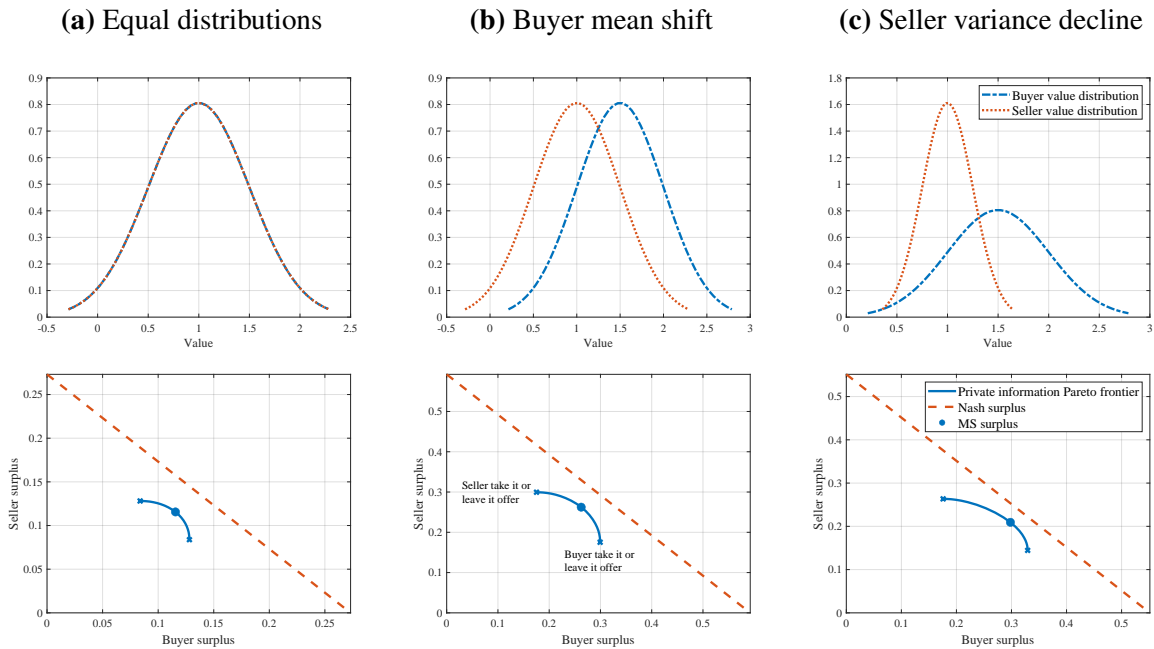 (a) Equal distributions
(b) Buyer mean shift
(c) Seller variance decline
0.9
0.8
0.7
0.6
0.5
0.4
0.3
0.2
0.1
0
-0.5 0 0.5 1 1.5 2 2.5
Value
0.9
0.8
0.7
0.6
0.5
0.4
0.3
0.2
0.1
0
-0.5 0 0.5 1 1.5 2 2.5 3
Value
1.8
1.6
1.4
1.2
1
0.8
0.6
0.4
0.2
0
0 0.5 1 1.5 2 2.5 3
Value
Buyer value distribution
Seller value distribution
Seller surplus
0.25
0.2
0.15
0.1
0.05
0
0 0.05 0.1 0.15 0.2 0.25
Buyer surplus
Seller surplus
0.5
0.4
0.3
0.2
0.1
0
0 0.1 0.2 0.3 0.4 0.5
Buyer surplus
Seller take it or
leave it offer
Buyer take it or
leave it offer
Seller surplus
0.5
0.4
0.3
0.2
0.1
0
0 0.1 0.2 0.3 0.4 0.5
Buyer surplus
Private information Pareto frontier
Nash surplus
MS surplus